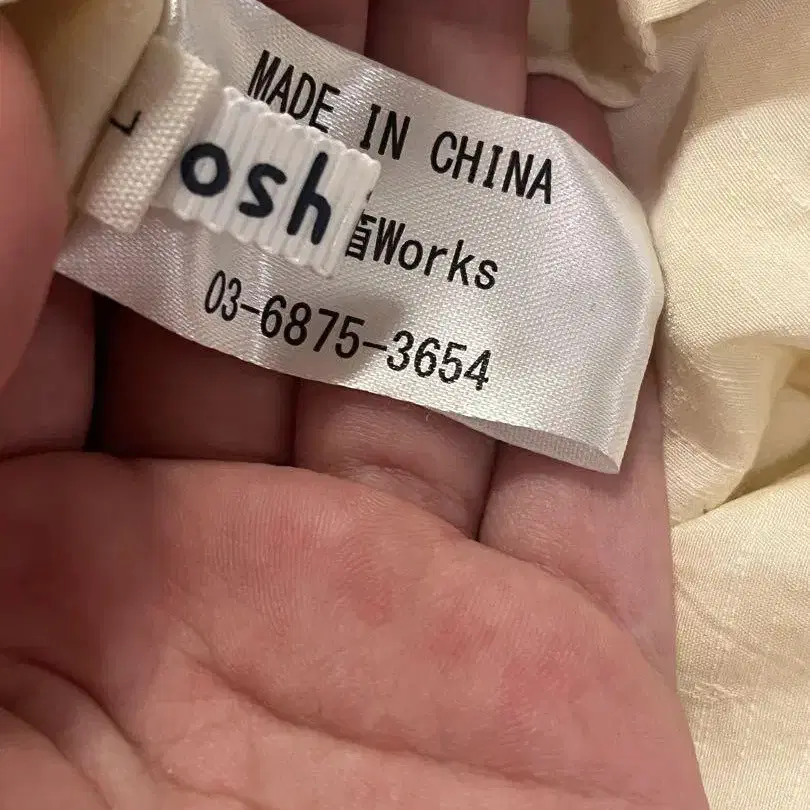 MADE IN CHINA
L
osh
Works
03-6875-3654